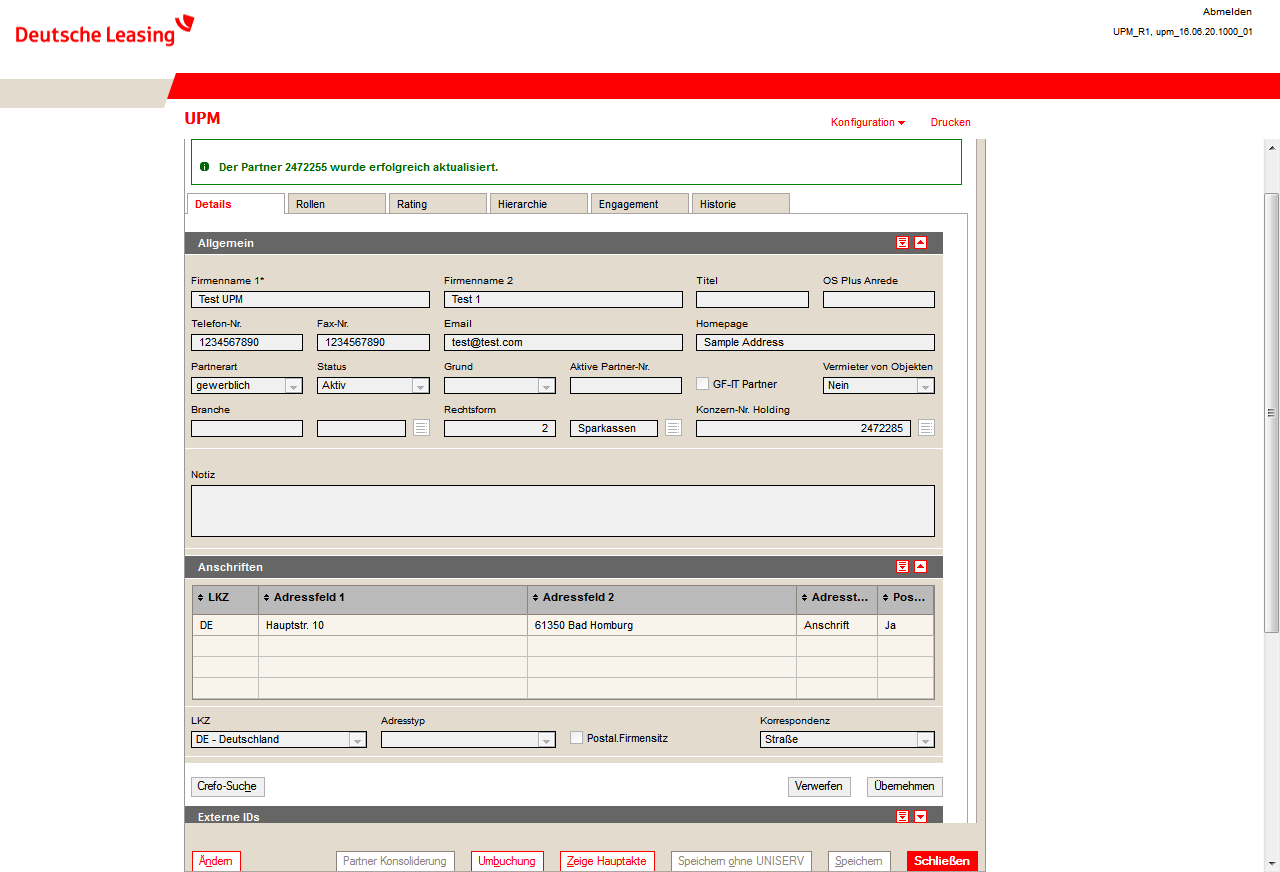 Abmelden
Deutsche Leasing
UPM_R1, upm_16.06.20.1000_01
UPM
Konfiguration
Drucken
Der Partner 2472255 wurde erfolgreich aktualisiert.
Details Rollen Rating Hierarchie Engagement Historie
Allgemein
Firmenname 1* Firmenname 2 Titel OS Plus Anrede
Test UPM Test 1
Telefon-Nr. Fax-Nr. Email Homepage
1234567890 1234567890 test@test.com Sample Address
Partnerart Status Grund Aktive Partner-Nr. Vermieter von Objekten
gewerblich Aktiv GF-IT Partner Nein
Branche Rechtsform Konzern-Nr. Holding
2 Sparkassen 2472285
Notiz
Anschriften
LKZ Adressfeld 1 Adressfeld 2 Adresst... Pos...
DE Hauptstr. 10 61350 Bad Homburg Anschrift Ja
LKZ Adresstyp Korrespondenz
DE - Deutschland Postal.Firmensitz Straße
Crefo-Suche Verwerfen Übernehmen
Externe IDs
Ändern Partner Konsolidierung Umbuchung Zeige Hauptakte Speichern ohne UNISERV Speichern Schließen